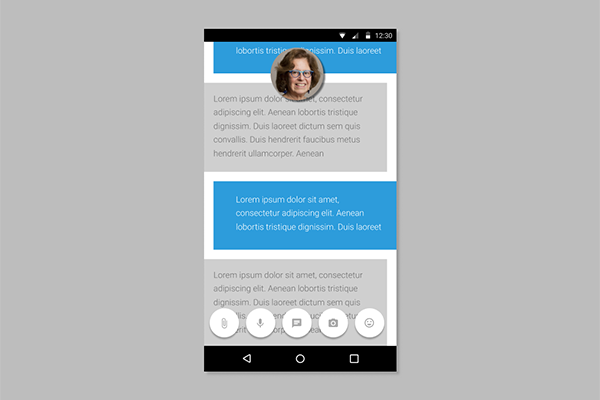 12:30
lobortis dignissim. Duis laoreet
Lorem ipsum dolor sit amet, consectetur
adipiscing elit. Aenean lobortis tristique
dignissim. Duis laoreet dictum sem quis
convallis. Duis hendrerit faucibus metus
hendrerit ullamcorper. Aenean
Lorem ipsum dolor sit amet,
consectetur adipiscing elit. Aenean
lobortis tristique dignissim. Duis laoreet
Lorem ipsum dolor sit amet, consectetur
adipiscing elit. Aenean lobortis tristique
dignissim. Duis laoreet dictum sem quis